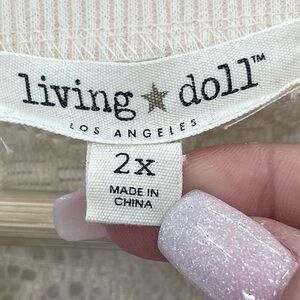 living ★ doll™
LOS ANGELES
2X
MADE IN
CHINA